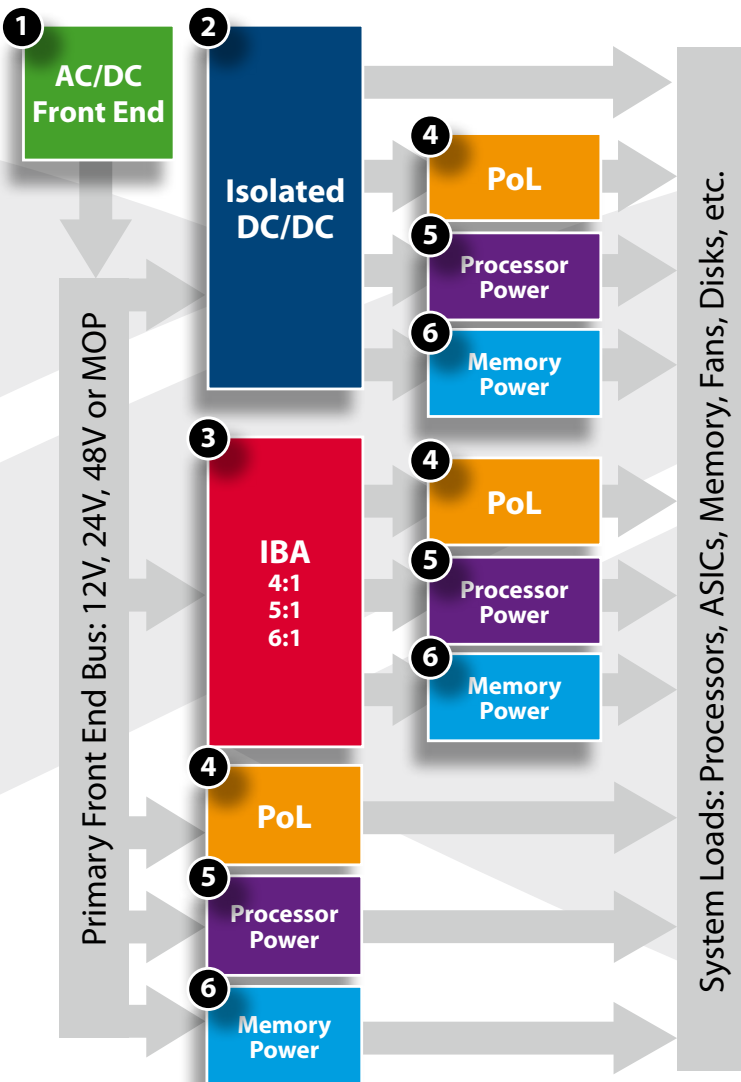 1
AC/DC
Front End
2
Isolated
DC/DC
4
PoL
5
Processor
Power
6
Memory
Power
Primary Front End Bus: 12V, 24V, 48V or MOP
3
IBA
4:1
5:1
6:1
4
PoL
5
Processor
Power
6
Memory
Power
4
PoL
5
Processor
Power
6
Memory
Power
System Loads: Processors, ASICs, Memory, Fans, Disks, etc.